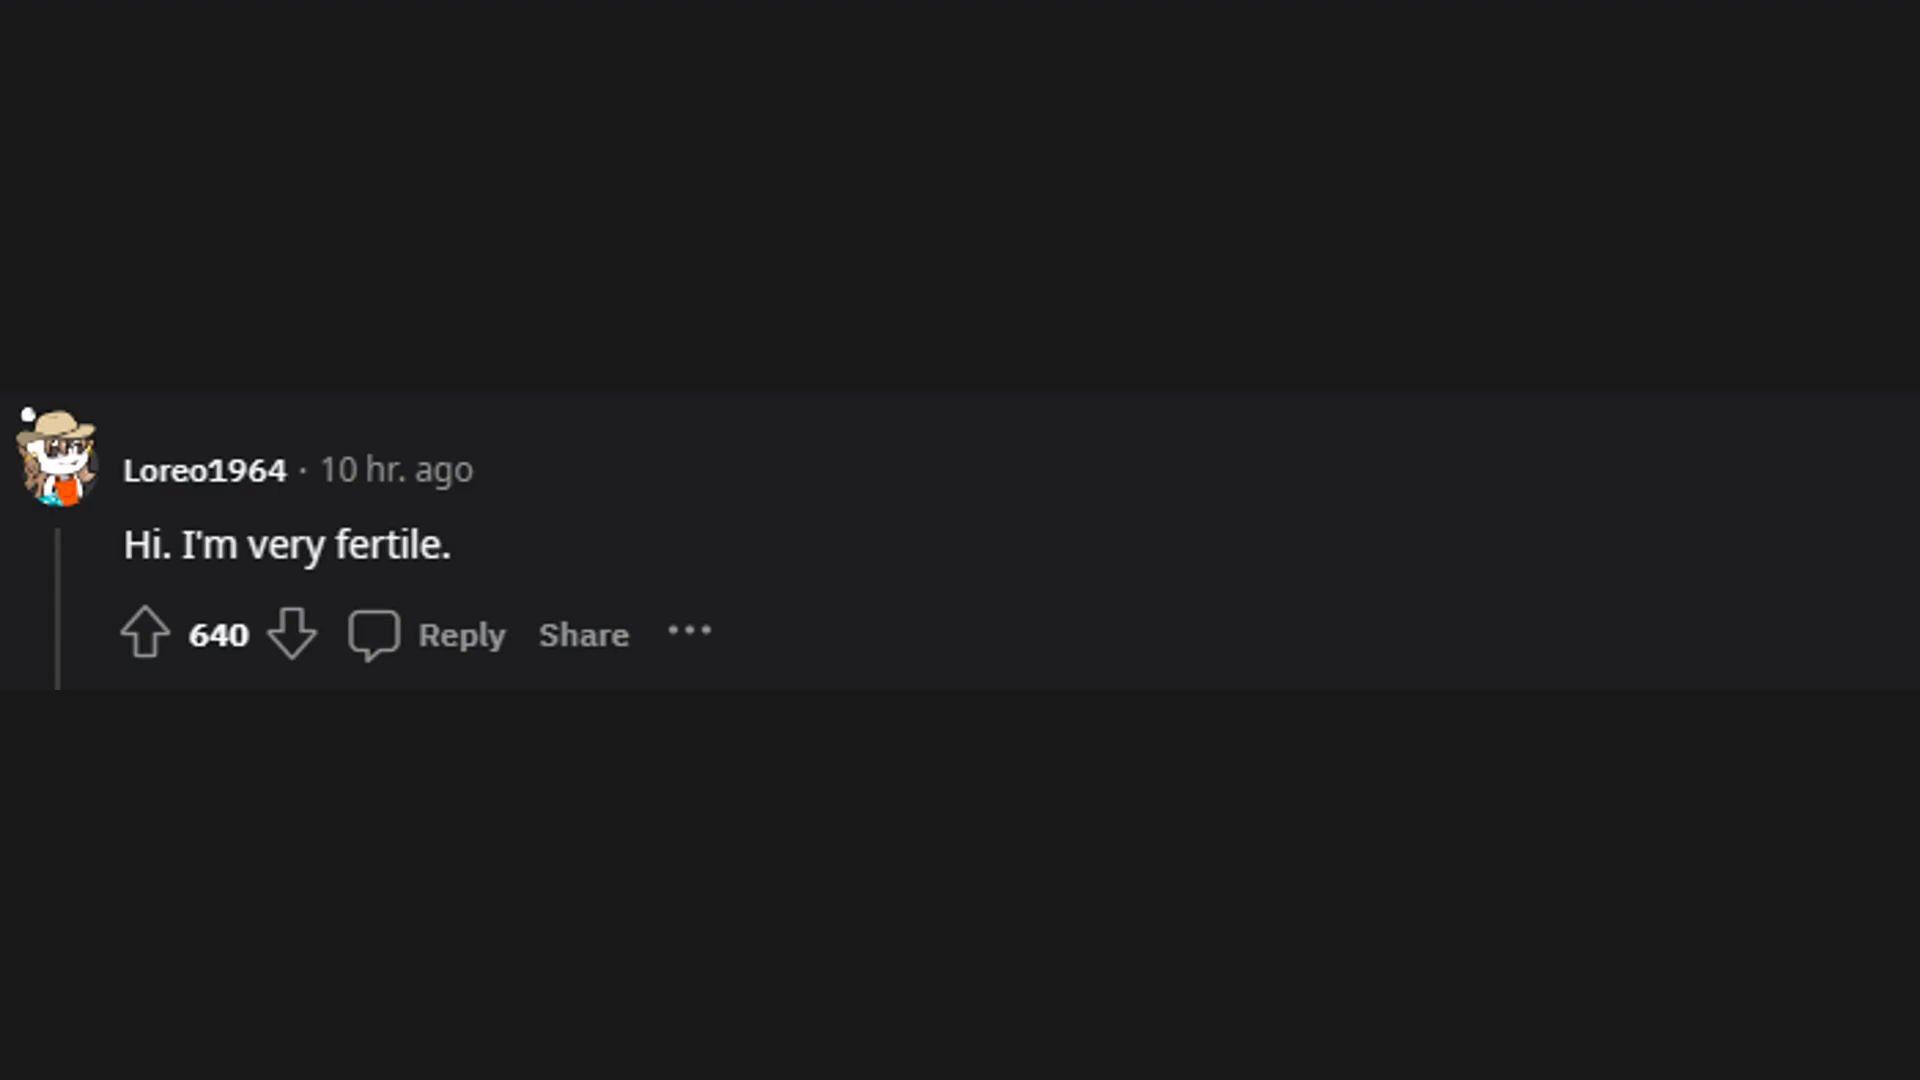 Loreo1964 · 10 hr. ago
Hi. I'm very fertile.
640 Reply Share ···